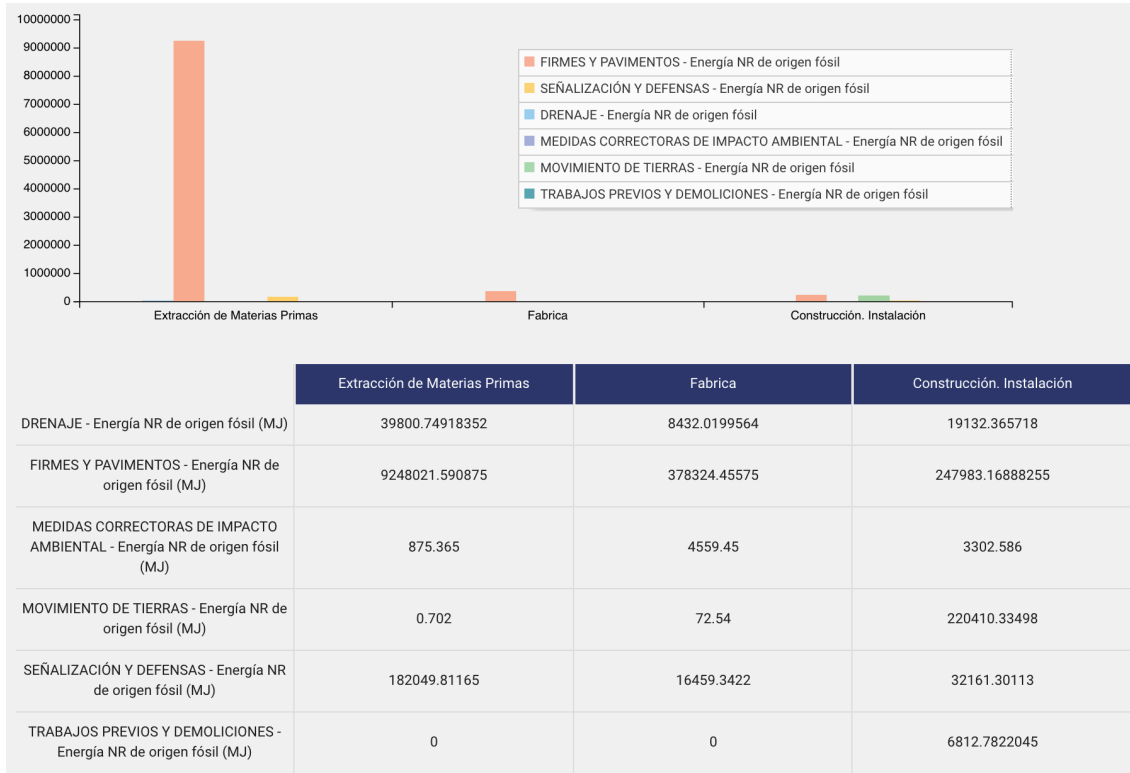 10000000
9000000
8000000
7000000
6000000
5000000
4000000
3000000
2000000
1000000
0
FIRMES Y PAVIMENTOS - Energía NR de origen fósil
SEÑALIZACIÓN Y DEFENSAS - Energía NR de origen fósil
DRENAJE - Energía NR de origen fósil
MEDIDAS CORRECTORAS DE IMPACTO AMBIENTAL - Energía NR de origen fósil
MOVIMIENTO DE TIERRAS - Energía NR de origen fósil
TRABAJOS PREVIOS Y DEMOLICIONES - Energía NR de origen fósil
Extracción de Materias Primas Fabrica Construcción. Instalación
Extracción de Materias Primas Fabrica Construcción. Instalación
DRENAJE - Energía NR de origen fósil (MJ) 39800.74918352 8432.0199564 19132.365718
FIRMES Y PAVIMENTOS - Energía NR de
origen fósil (MJ)
9248021.590875 378324.45575 247983.16888255
MEDIDAS CORRECTORAS DE IMPACTO
AMBIENTAL - Energía NR de origen fósil
(MJ)
875.365 4559.45 3302.586
MOVIMIENTO DE TIERRAS - Energía NR de
origen fósil (MJ)
0.702 72.54 220410.33498
SEÑALIZACIÓN Y DEFENSAS - Energía NR
de origen fósil (MJ)
182049.81165 16459.3422 32161.30113
TRABAJOS PREVIOS Y DEMOLICIONES -
Energía NR de origen fósil (MJ)
0 0 6812.7822045